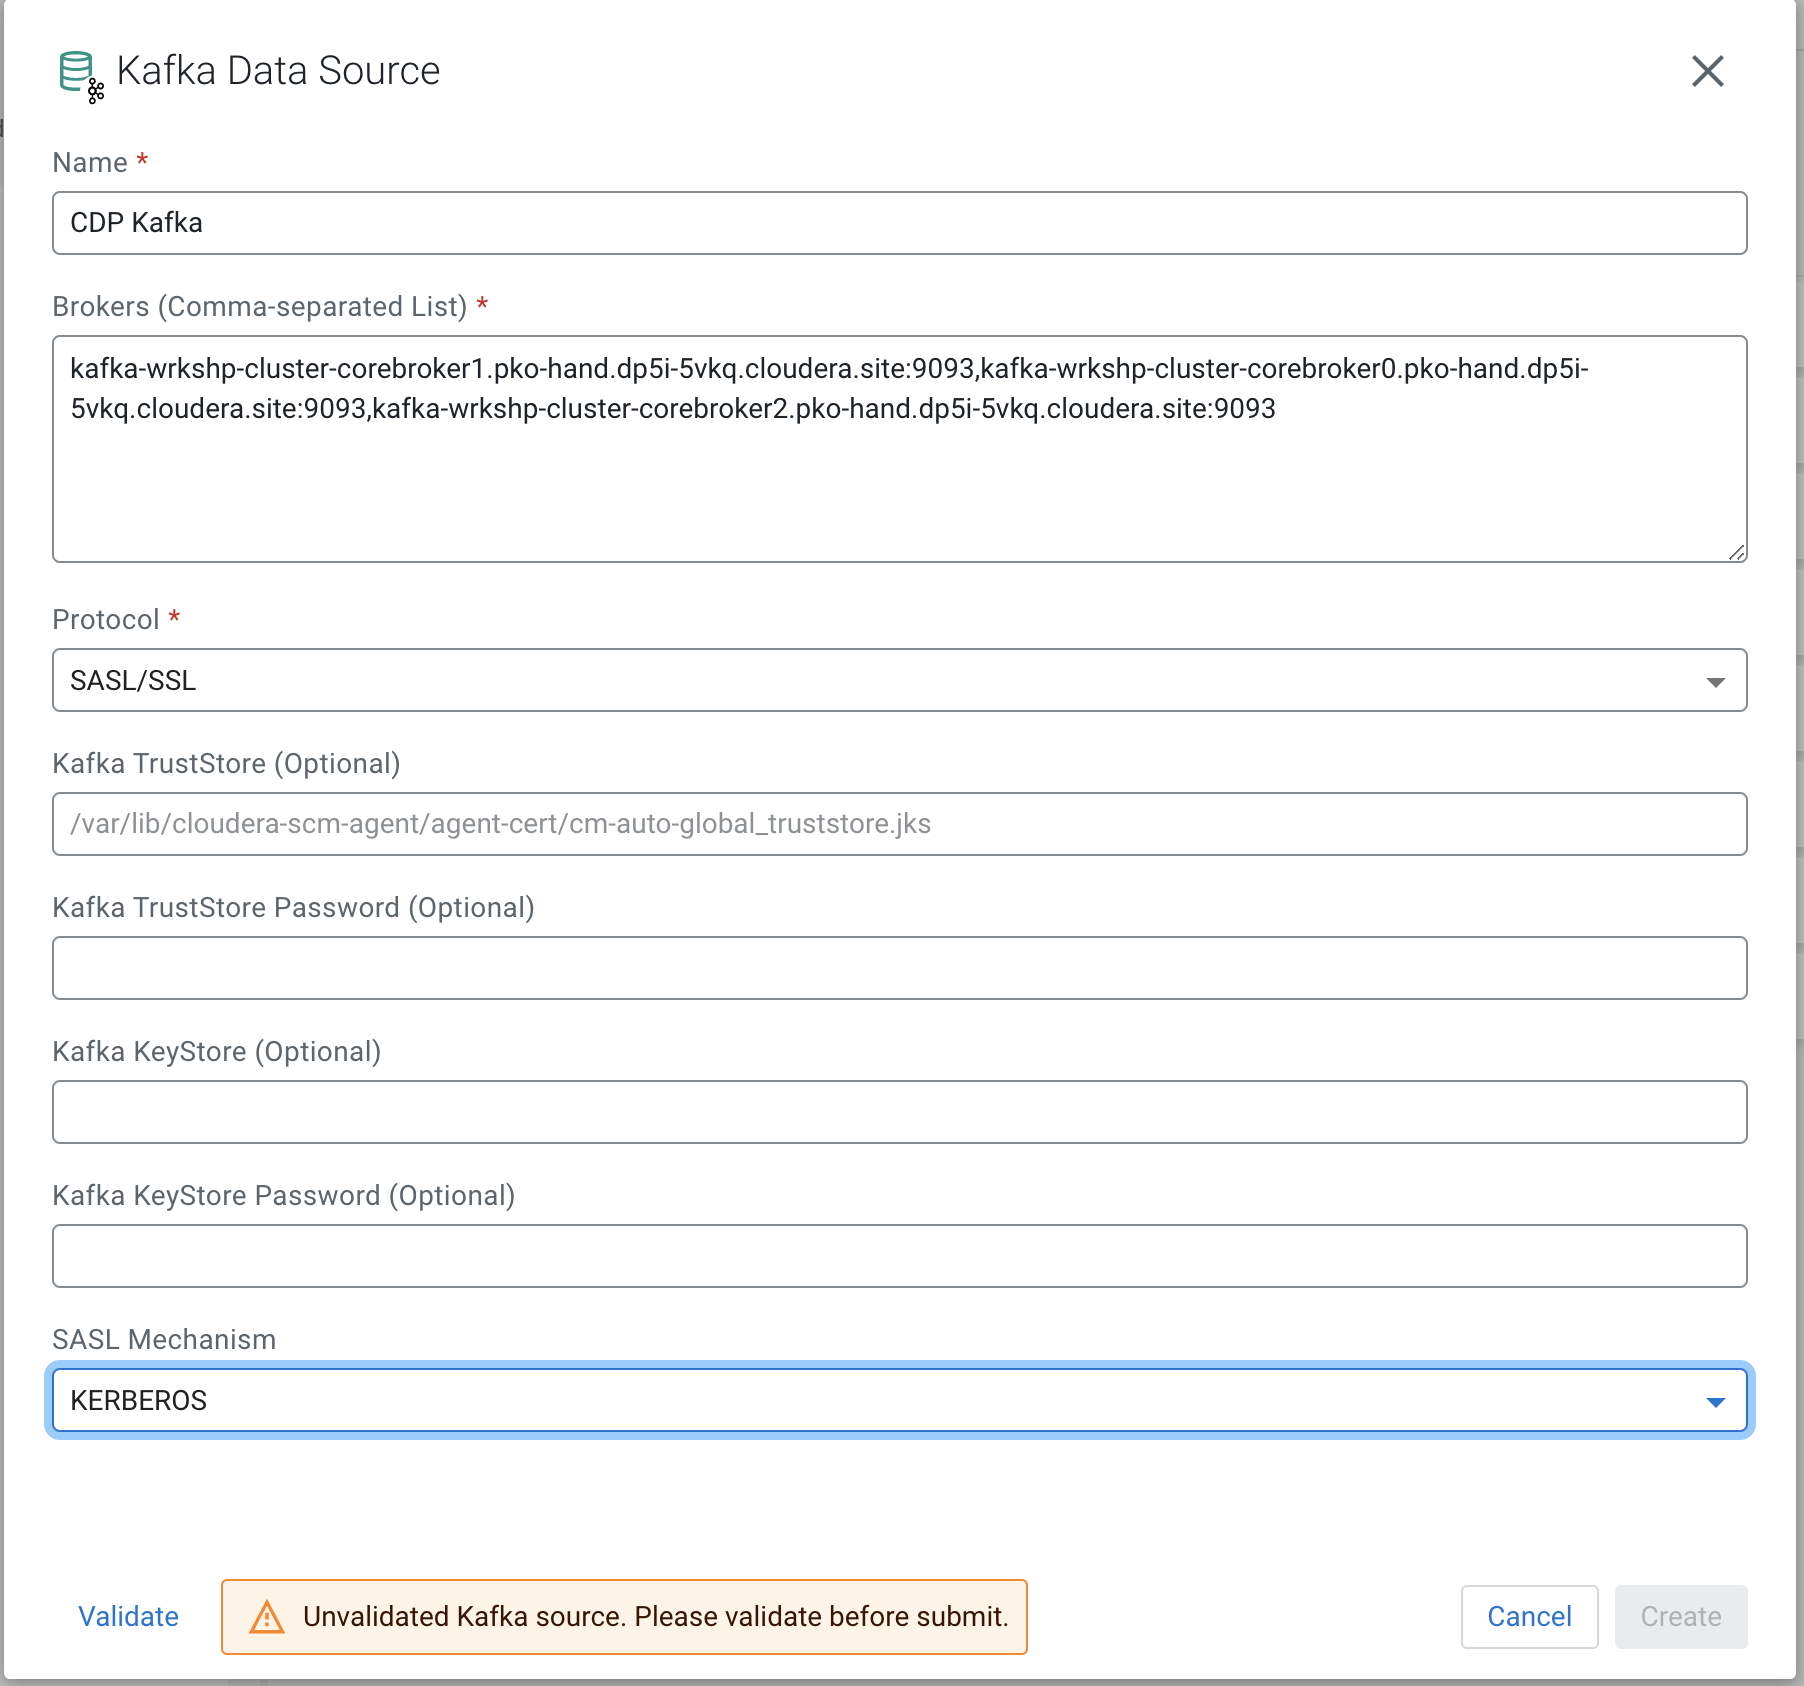 Kafka Data Source
Name *
CDP Kafka
Brokers (Comma-separated List) *
kafka-wrkshp-cluster-corebroker1.pko-hand.dp5i-5vkq.cloudera.site:9093,kafka-wrkshp-cluster-corebroker0.pko-hand.dp5i-
5vkq.cloudera.site:9093,kafka-wrkshp-cluster-corebroker2.pko-hand.dp5i-5vkq.cloudera.site:9093
Protocol *
SASL/SSL
Kafka TrustStore (Optional)
/var/lib/cloudera-scm-agent/agent-cert/cm-auto-global_truststore.jks
Kafka TrustStore Password (Optional)
Kafka KeyStore (Optional)
Kafka KeyStore Password (Optional)
SASL Mechanism
KERBEROS
Validate
Unvalidated Kafka source. Please validate before submit.
Cancel
Create